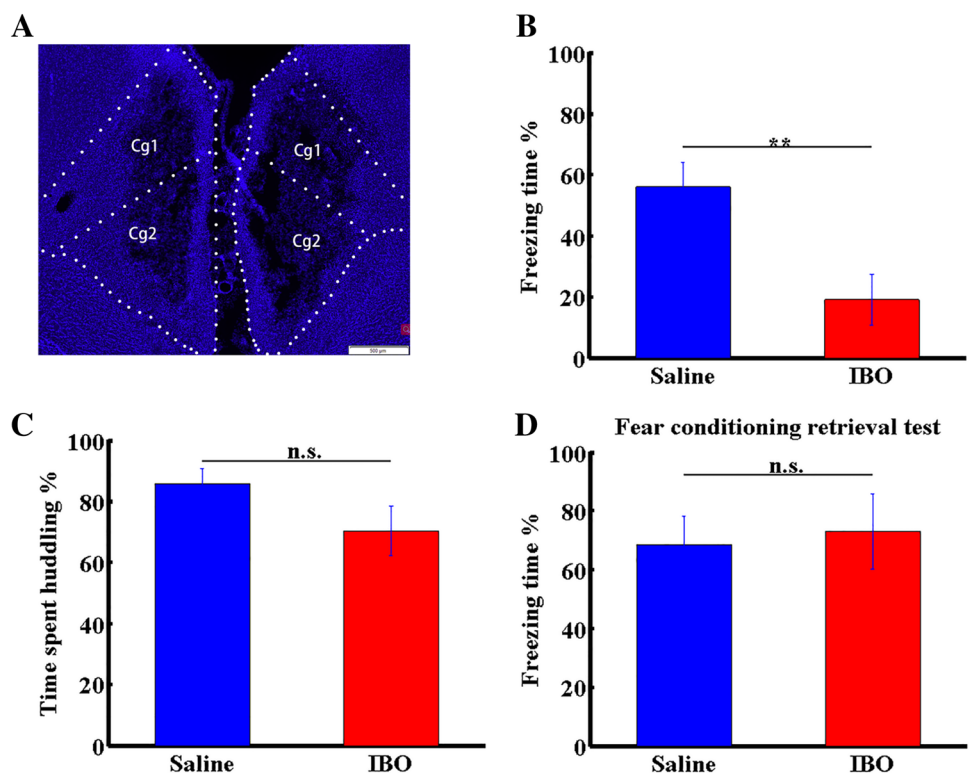 A
Cg1
Cg1
Cg2
Cg2
500 µm
B
Freezing time %
100
80
60
40
20
0
**
Saline
IBO
C
Time spent huddling %
100
80
60
40
20
0
n.s.
Saline
IBO
D
Fear conditioning retrieval test
Freezing time %
100
80
60
40
20
0
n.s.
Saline
IBO